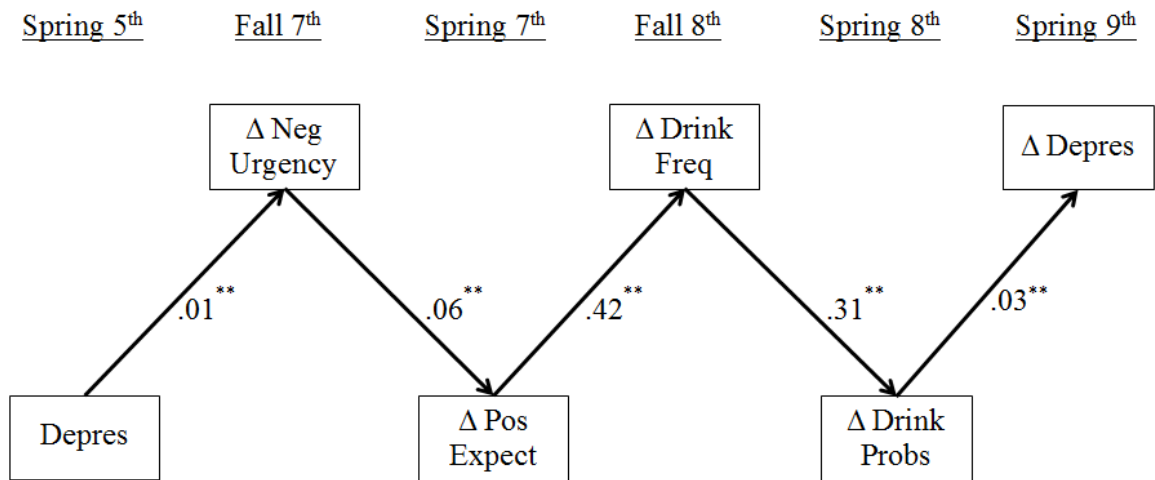 Spring 5th Fall 7th Spring 7th Fall 8th Spring 8th Spring 9th
Δ Neg
Urgency
Δ Drink
Freq
Δ Depres
.01**
.06**
.42**
.31**
.03**
Depres
Δ Pos
Expect
Δ Drink
Probs